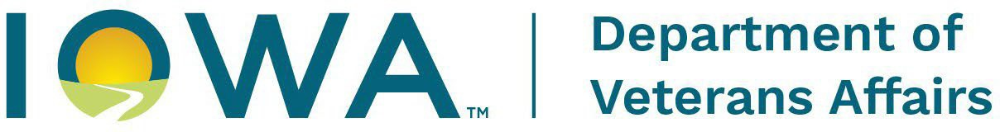 IOWA™
Department of
Veterans Affairs